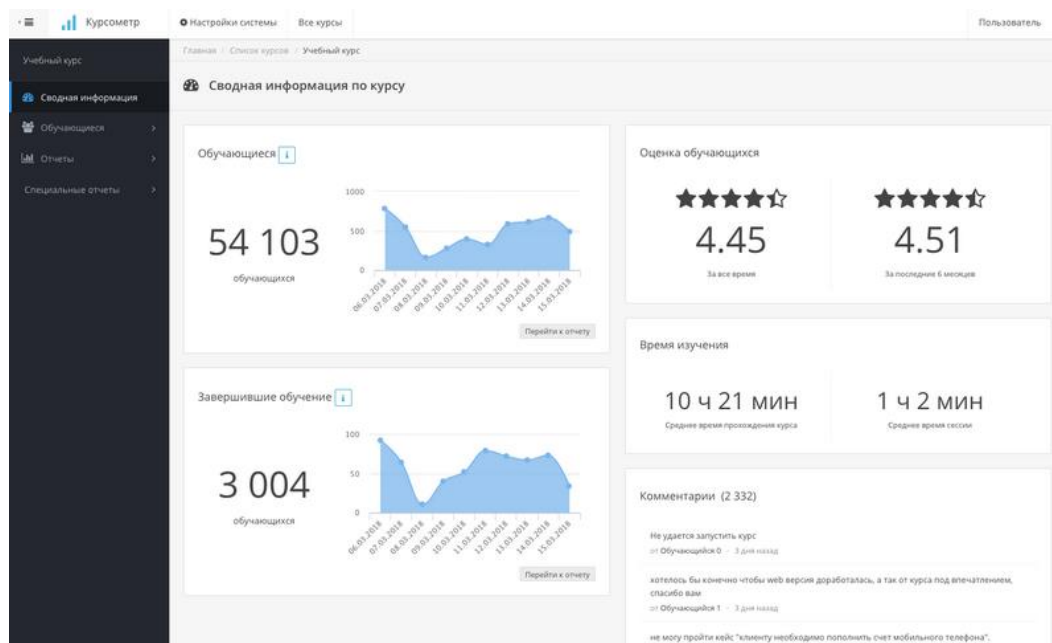 Курсометр
Настройки системы
Все курсы
Пользователь
Учебный курс
Сводная информация
Обучающиеся
Отчеты
Специальные отчеты
Главная / Список курсов / Учебный курс
Сводная информация по курсу
Обучающиеся i
54 103
обучающихся
1000
500
0
06.03.2018
07.03.2018
08.03.2018
09.03.2018
10.03.2018
11.03.2018
12.03.2018
13.03.2018
14.03.2018
15.03.2018
Перейти к отчету
Завершившие обучение i
3 004
обучающихся
100
50
0
06.03.2018
07.03.2018
08.03.2018
09.03.2018
10.03.2018
11.03.2018
12.03.2018
13.03.2018
14.03.2018
15.03.2018
Перейти к отчету
Оценка обучающихся
4.45
За все время
4.51
За последние 6 месяцев
Время изучения
10 ч 21 мин
Среднее время прохождения курса
1 ч 2 мин
Среднее время сессии
Комментарии (2 332)
Не удается запустить курс
от Обучающийся 0 - 3 дня назад
хотелось бы конечно чтобы web версия доработалась, а так от курса под впечатлением,
спасибо вам
от Обучающийся 1 - 3 дня назад
не могу пройти кейс "клиенту необходимо пополнить счет мобильного телефона".